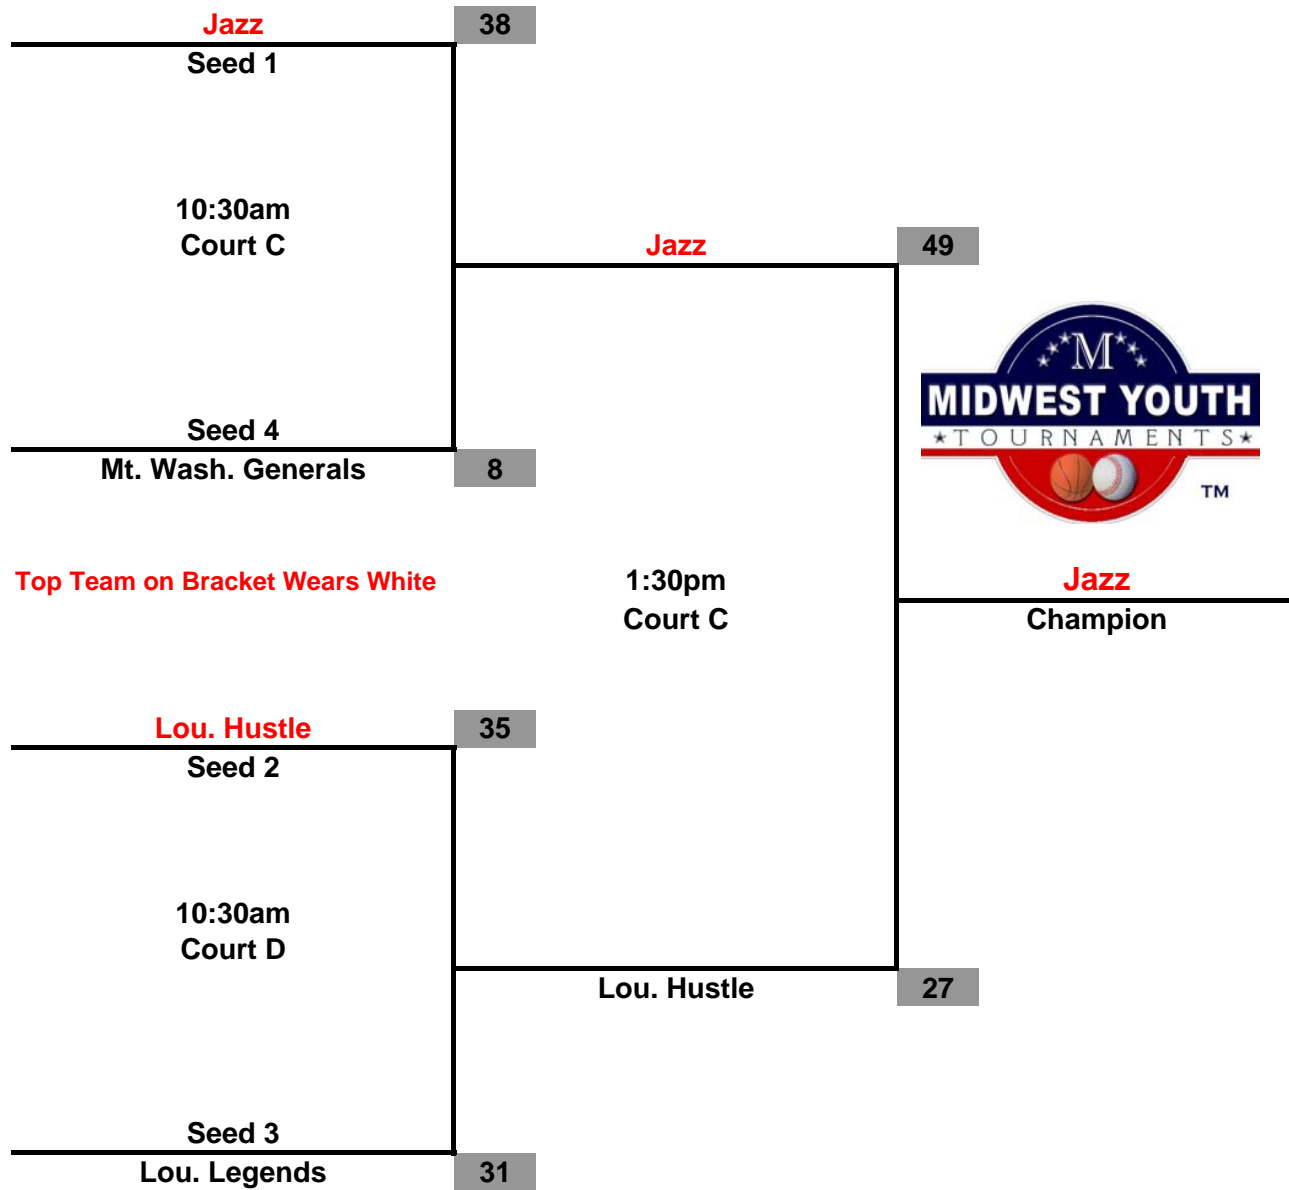 Jazz 38
Seed 1
10:30am
Court C
Jazz 49
M
MIDWEST YOUTH
TOURNAMENTS
TM
Seed 4
Mt. Wash. Generals 8
Top Team on Bracket Wears White
1:30pm
Court C
Jazz
Champion
Lou. Hustle 35
Seed 2
10:30am
Court D
Lou. Hustle 27
Seed 3
Lou. Legends 31